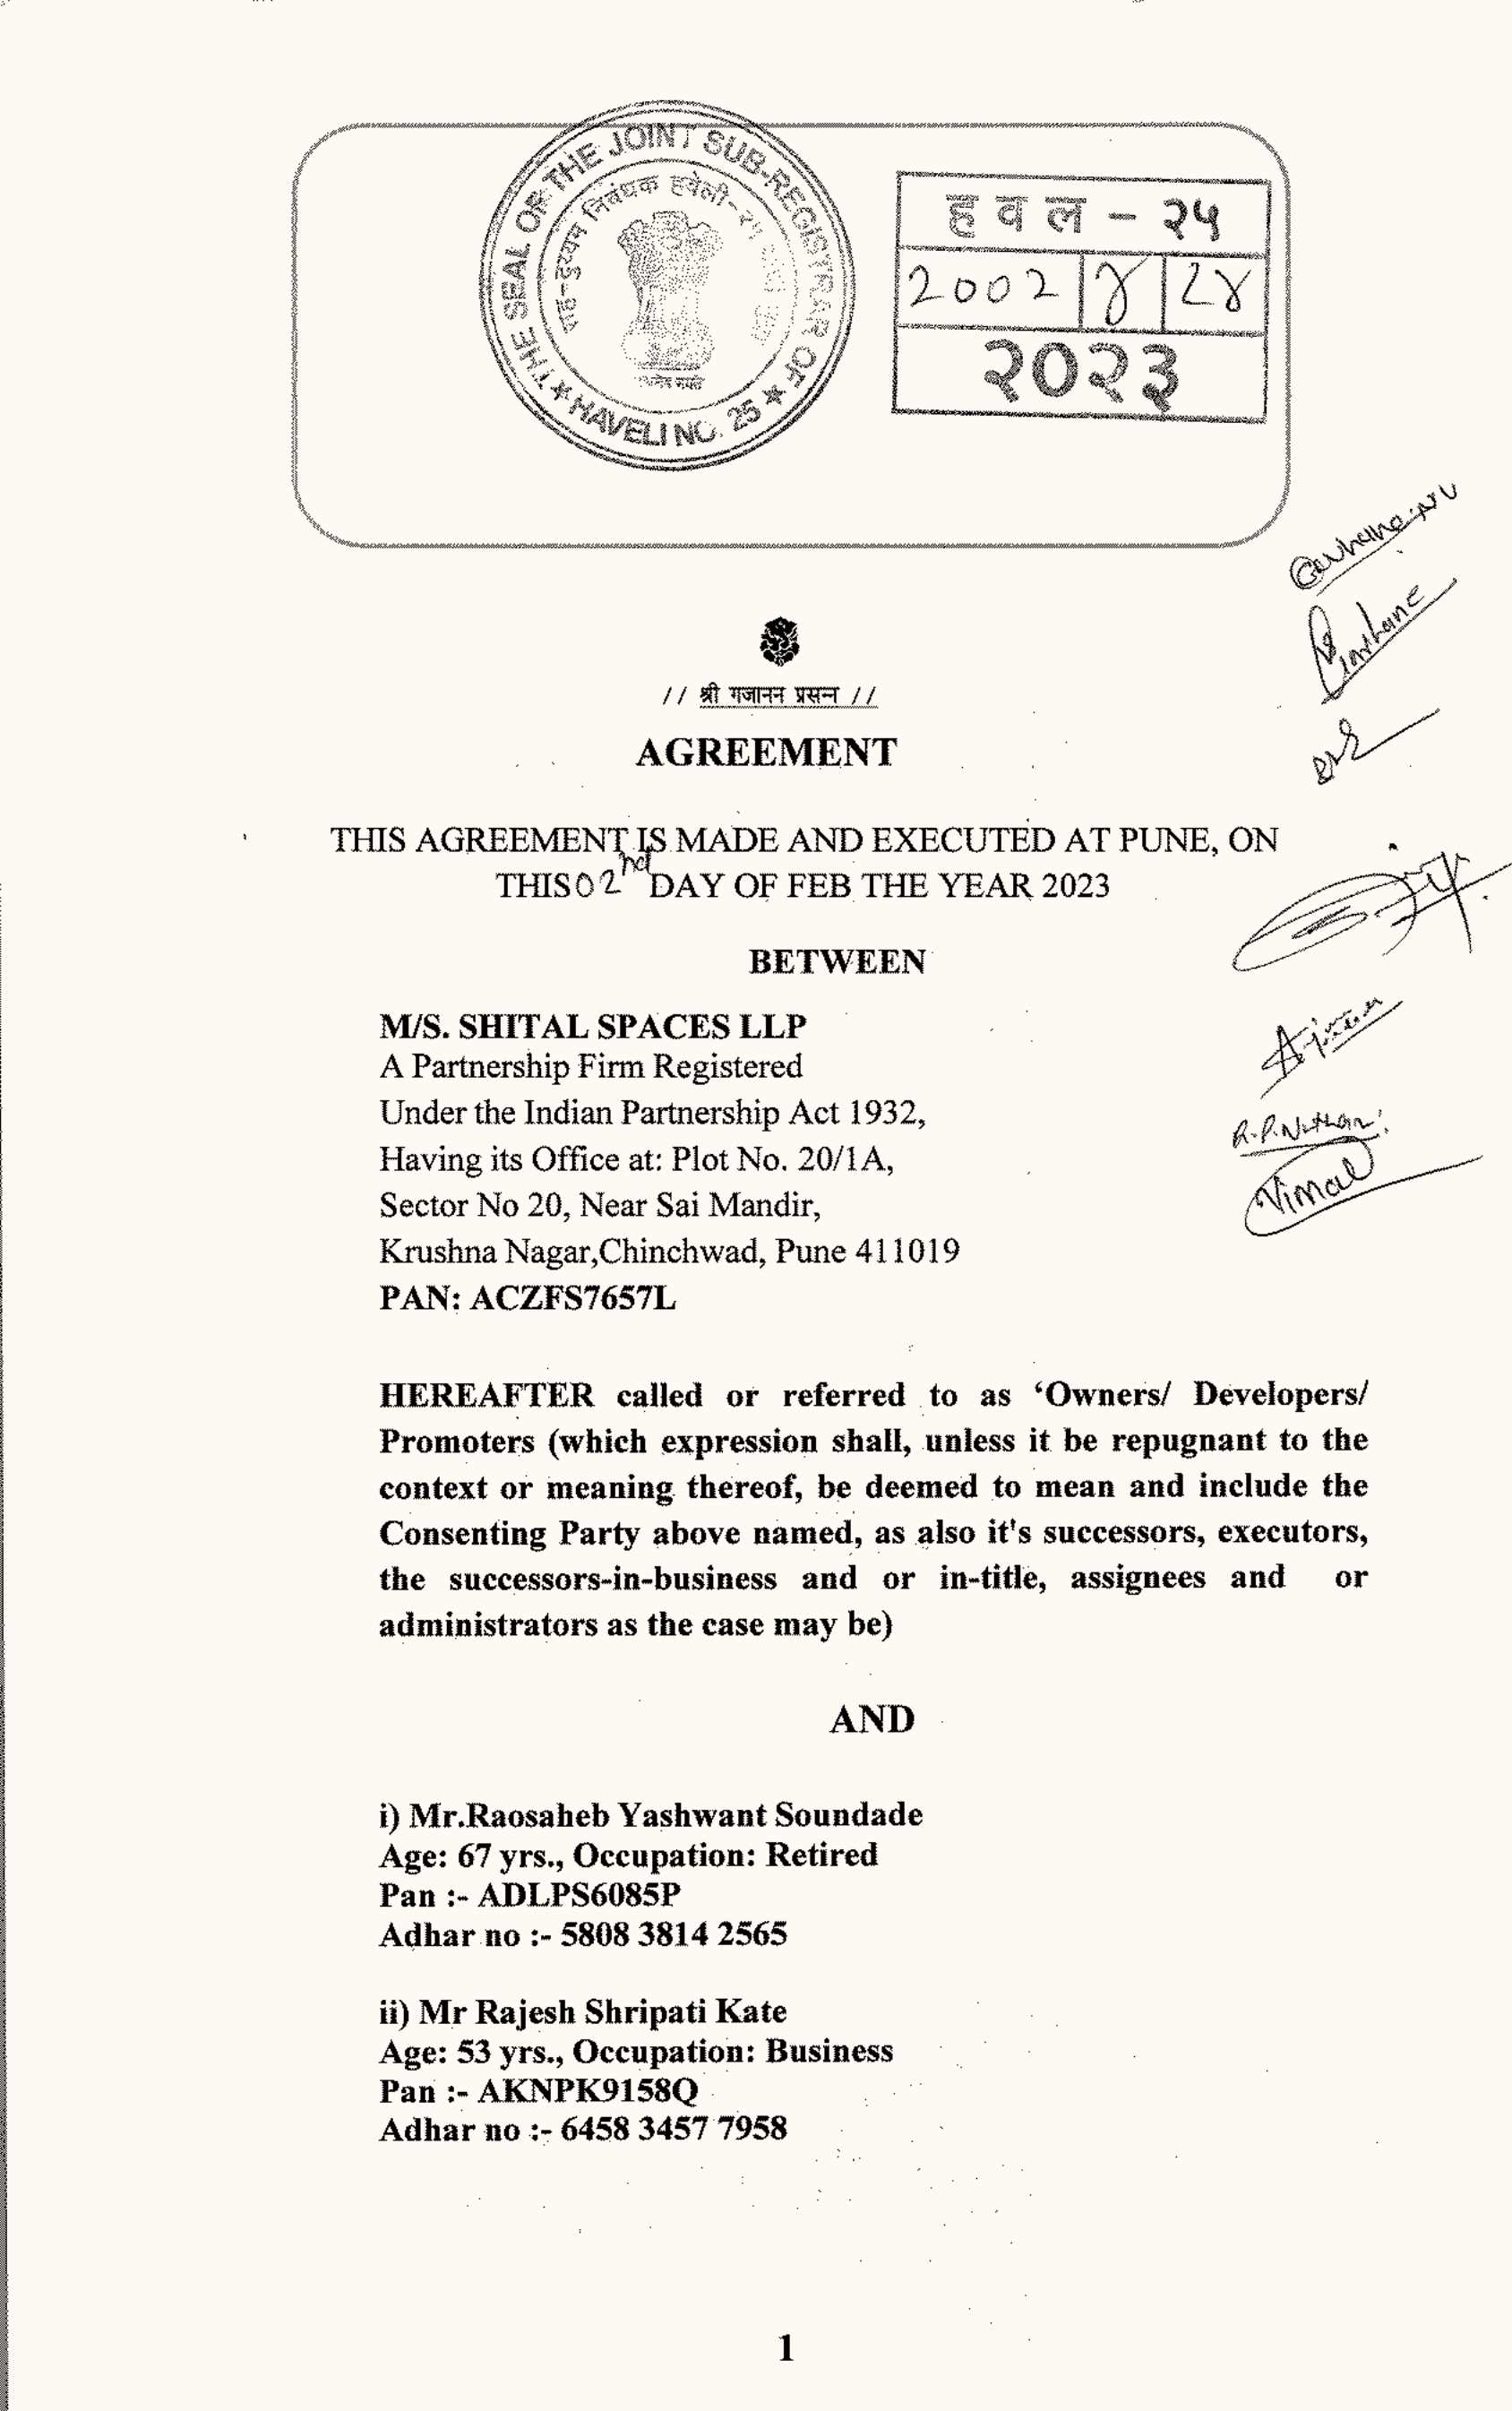 THE SEAL OF THE JOINT SUB-REGISTRAR OF
HAVELI NO. 25
सह-दुय्यम निबंधक हवेली-२५
ह व ल - २५
2002 | ४ | ८४
२०२३
// श्री गजानन प्रसन्न //
AGREEMENT
THIS AGREEMENT IS MADE AND EXECUTED AT PUNE, ON
THIS 02nd DAY OF FEB THE YEAR 2023
BETWEEN
M/S. SHITAL SPACES LLP
A Partnership Firm Registered
Under the Indian Partnership Act 1932,
Having its Office at: Plot No. 20/1A,
Sector No 20, Near Sai Mandir,
Krushna Nagar,Chinchwad, Pune 411019
PAN: ACZFS7657L
R.P.Nathani
Vimal
HEREAFTER called or referred to as ‘Owners/ Developers/
Promoters (which expression shall, unless it be repugnant to the
context or meaning thereof, be deemed to mean and include the
Consenting Party above named, as also it's successors, executors,
the successors-in-business and or in-title, assignees and or
administrators as the case may be)
AND
i) Mr.Raosaheb Yashwant Soundade
Age: 67 yrs., Occupation: Retired
Pan :- ADLPS6085P
Adhar no :- 5808 3814 2565
ii) Mr Rajesh Shripati Kate
Age: 53 yrs., Occupation: Business
Pan :- AKNPK9158Q
Adhar no :- 6458 3457 7958
1